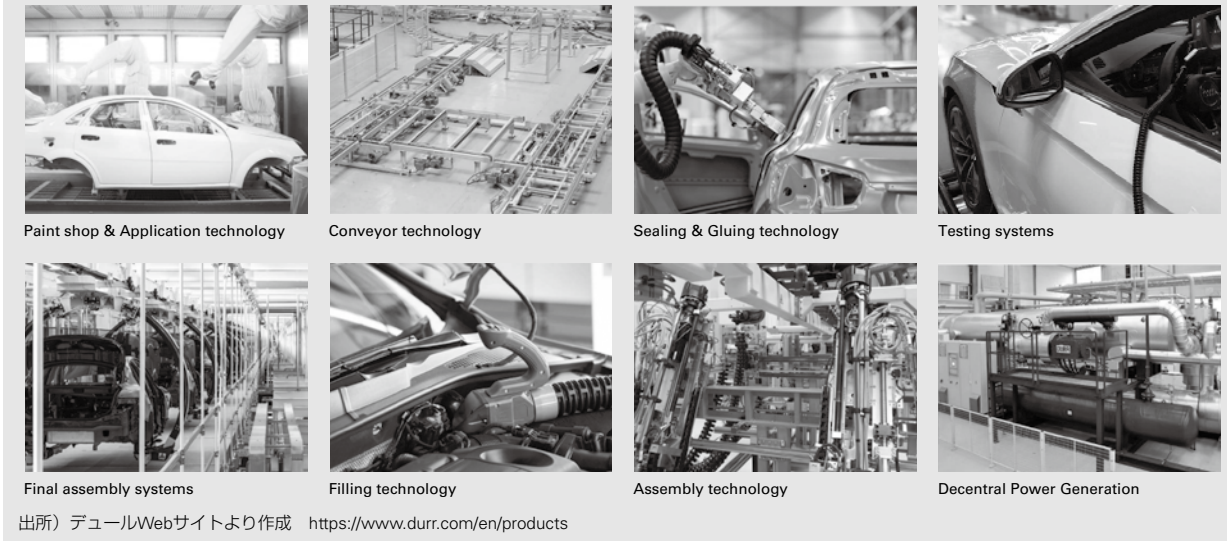 Paint shop & Application technology
Conveyor technology
Sealing & Gluing technology
Testing systems
Final assembly systems
Filling technology
Assembly technology
Decentral Power Generation
出所）デュールWebサイトより作成　https://www.durr.com/en/products